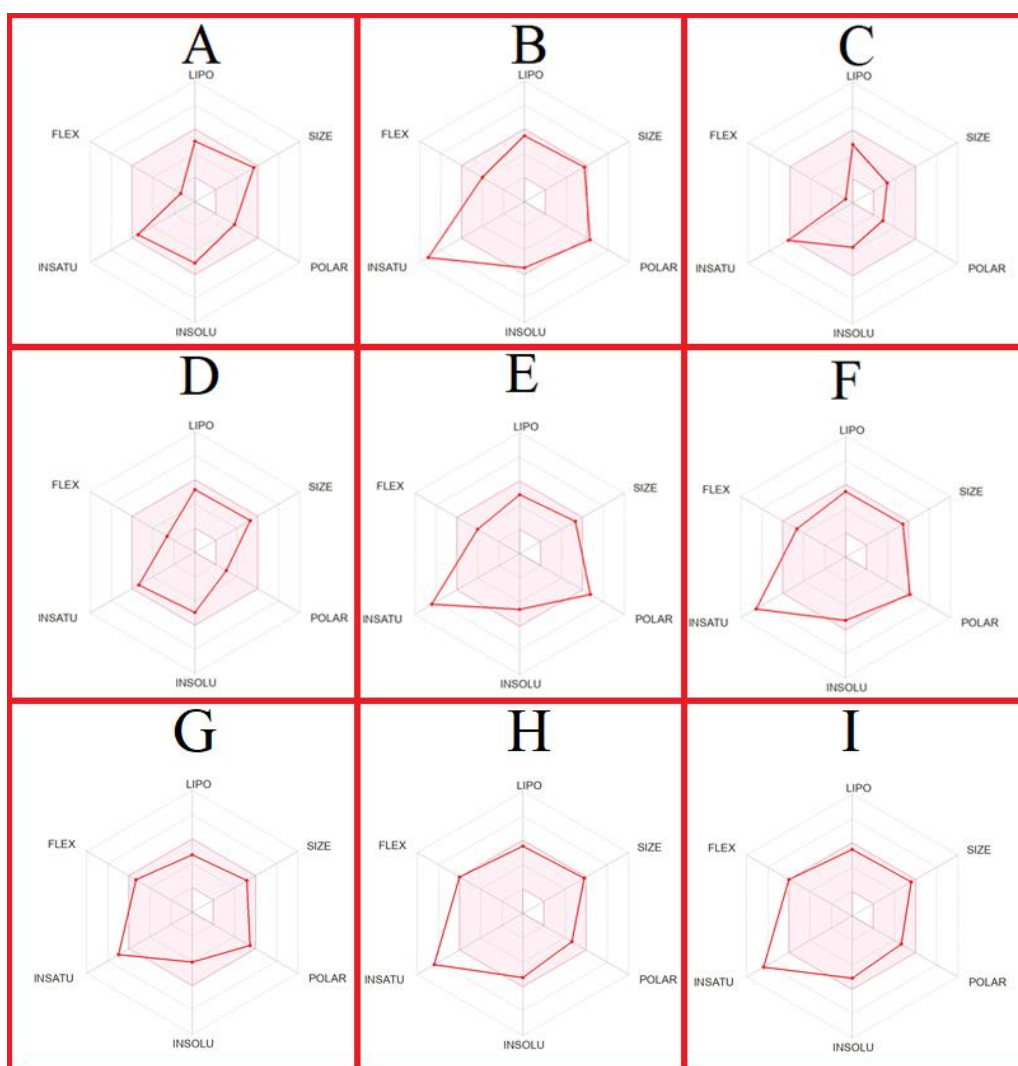 A
LIPO
FLEX
SIZE
INSATU
POLAR
INSOLU
B
LIPO
FLEX
SIZE
INSATU
POLAR
INSOLU
C
LIPO
FLEX
SIZE
INSATU
POLAR
INSOLU
D
LIPO
FLEX
SIZE
INSATU
POLAR
INSOLU
E
LIPO
FLEX
SIZE
INSATU
POLAR
INSOLU
F
LIPO
FLEX
SIZE
INSATU
POLAR
INSOLU
G
LIPO
FLEX
SIZE
INSATU
POLAR
INSOLU
H
LIPO
FLEX
SIZE
INSATU
POLAR
INSOLU
I
LIPO
FLEX
SIZE
INSATU
POLAR
INSOLU